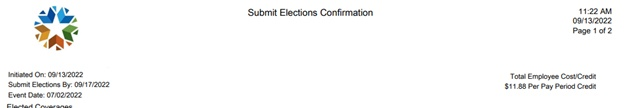 Submit Elections Confirmation
11:22 AM
09/13/2022
Page 1 of 2
Initiated On: 09/13/2022
Submit Elections By: 09/17/2022
Event Date: 07/02/2022
Total Employee Cost/Credit
$11.88 Per Pay Period Credit
Elected Coverages